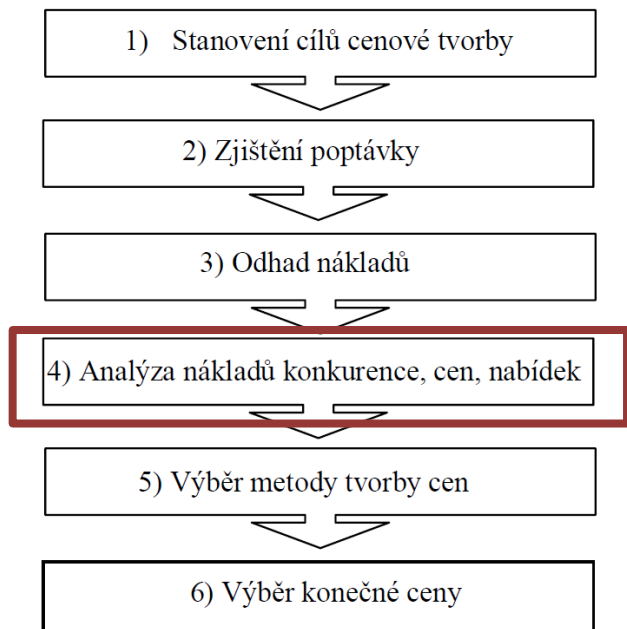 1) Stanovení cílů cenové tvorby
2) Zjištění poptávky
3) Odhad nákladů
4) Analýza nákladů konkurence, cen, nabídek
5) Výběr metody tvorby cen
6) Výběr konečné ceny